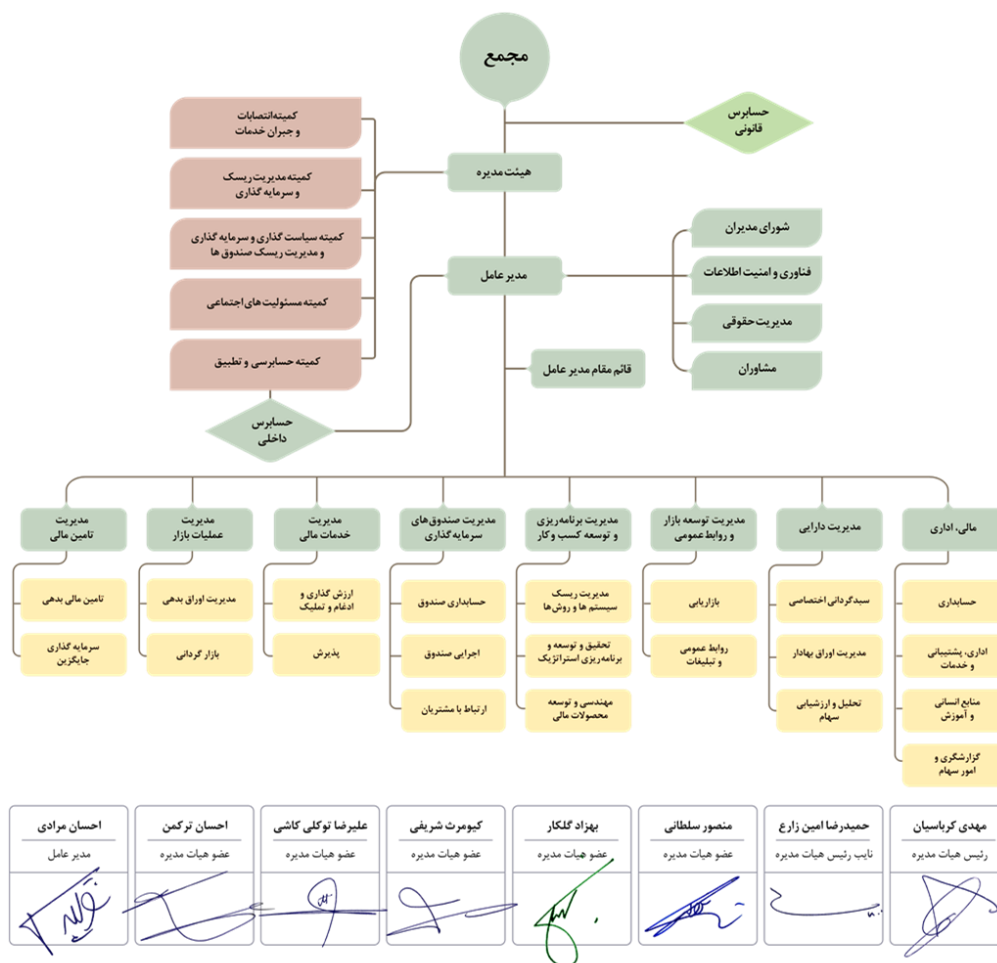 مجمع
حسابرس
قانونی
کمیته انتصابات
و جبران خدمات
هیئت مدیره
کمیته مدیریت ریسک
و سرمایه گذاری
کمیته سیاست گذاری و سرمایه گذاری
و مدیریت ریسک صندوق ها
کمیته مسئولیت های اجتماعی
کمیته حسابرسی و تطبیق
حسابرس
داخلی
مدیر عامل
شورای مدیران
فناوری و امنیت اطلاعات
مدیریت حقوقی
مشاوران
قائم مقام مدیر عامل
مالی، اداری
حسابداری
اداری، پشتیبانی
و خدمات
منابع انسانی
و آموزش
گزارشگری و
امور سهام
مدیریت دارایی
سبدگردانی اختصاصی
مدیریت اوراق بهادار
تحلیل و ارزشیابی
سهام
مدیریت توسعه بازار
و روابط عمومی
بازاریابی
روابط عمومی
و تبلیغات
مدیریت برنامه ریزی
و توسعه کسب و کار
مدیریت ریسک
سیستم ها و روش ها
تحقیق و توسعه و
برنامه ریزی استراتژیک
مهندسی و توسعه
محصولات مالی
مدیریت صندوق های
سرمایه گذاری
حسابداری صندوق
اجرایی صندوق
ارتباط با مشتریان
مدیریت
خدمات مالی
ارزش گذاری و
ادغام و تملیک
پذیرش
مدیریت
عملیات بازار
مدیریت اوراق بدهی
بازار گردانی
مدیریت
تامین مالی
تامین مالی بدهی
سرمایه گذاری
جایگزین
مهدی کرباسیان
رئیس هیات مدیره
حمیدرضا امین زارع
نایب رئیس هیات مدیره
منصور سلطانی
عضو هیات مدیره
بهزاد گلکار
عضو هیات مدیره
کیومرث شریفی
عضو هیات مدیره
علیرضا توکلی کاشی
عضو هیات مدیره
احسان ترکمن
عضو هیات مدیره
احسان مرادی
مدیر عامل